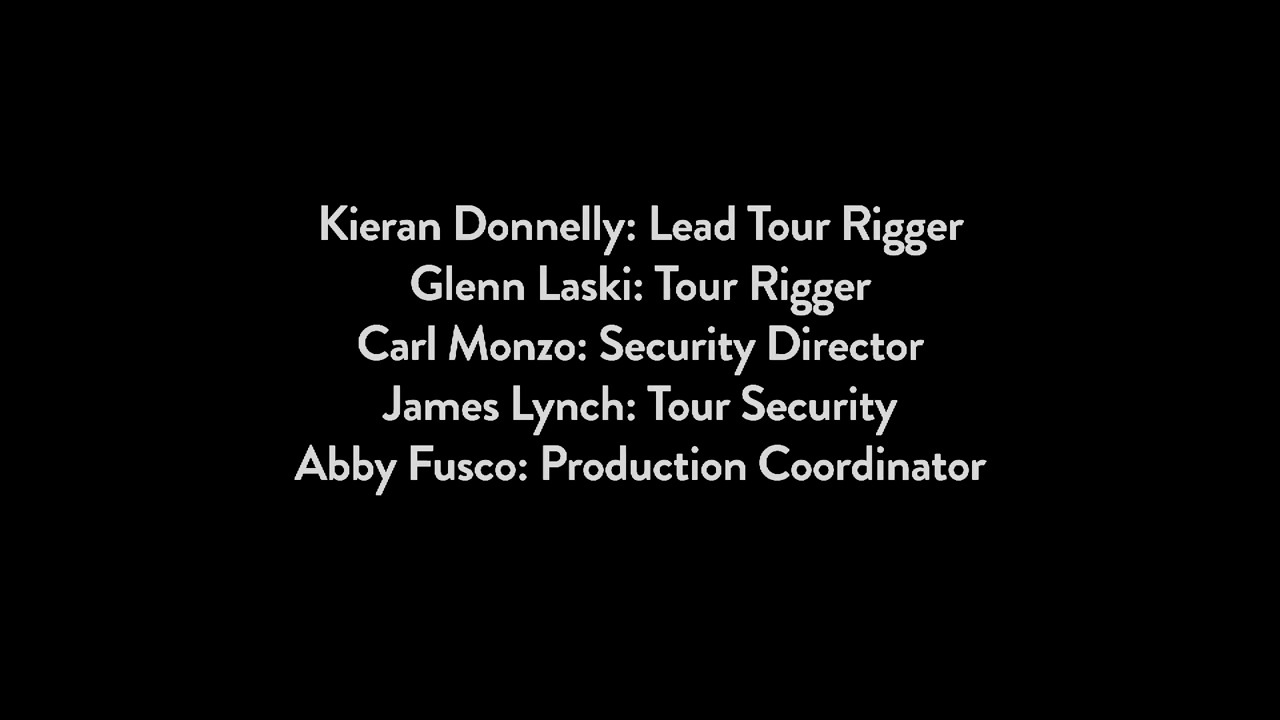 Kieran Donnelly: Lead Tour Rigger
Glenn Laski: Tour Rigger
Carl Monzo: Security Director
James Lynch: Tour Security
Abby Fusco: Production Coordinator